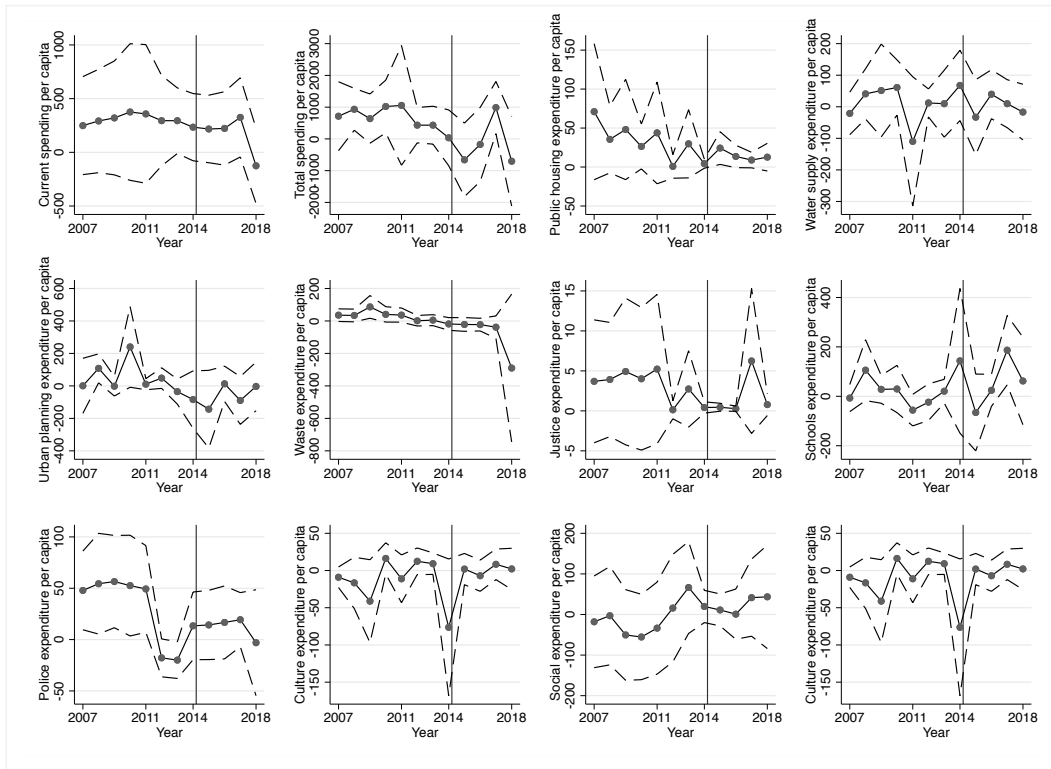 Current spending per capita
1000
500
0
-500
2007 2011 2014 2018
Year
Total spending per capita
3000
2000
1000
0
-1000
-2000
2007 2011 2014 2018
Year
Public housing expenditure per capita
150
100
50
0
-50
2007 2011 2014 2018
Year
Water supply expenditure per capita
200
100
0
-100
-200
-300
2007 2011 2014 2018
Year
Urban planning expenditure per capita
600
400
200
0
-200
-400
2007 2011 2014 2018
Year
Waste expenditure per capita
200
0
-200
-400
-600
-800
2007 2011 2014 2018
Year
Justice expenditure per capita
15
10
5
0
-5
2007 2011 2014 2018
Year
Schools expenditure per capita
400
200
0
-200
2007 2011 2014 2018
Year
Police expenditure per capita
100
50
0
-50
2007 2011 2014 2018
Year
Culture expenditure per capita
50
0
-50
-100
-150
2007 2011 2014 2018
Year
Social expenditure per capita
200
100
0
-100
-200
2007 2011 2014 2018
Year
Culture expenditure per capita
50
0
-50
-100
-150
2007 2011 2014 2018
Year